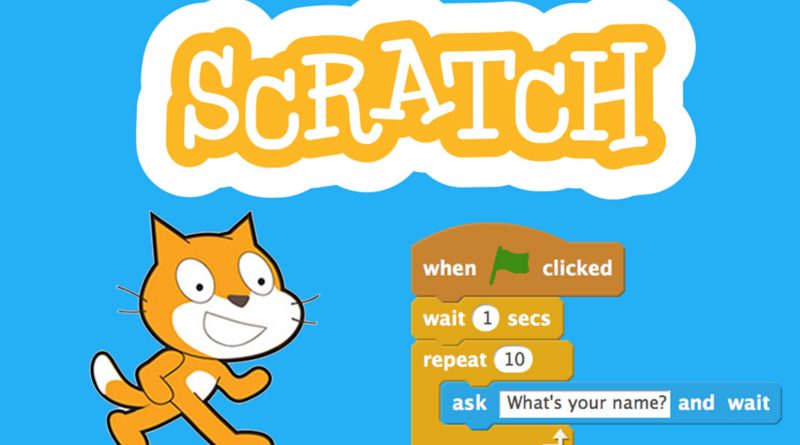 SCRATCH
when clicked
wait 1 secs
repeat 10
ask What's your name? and wait